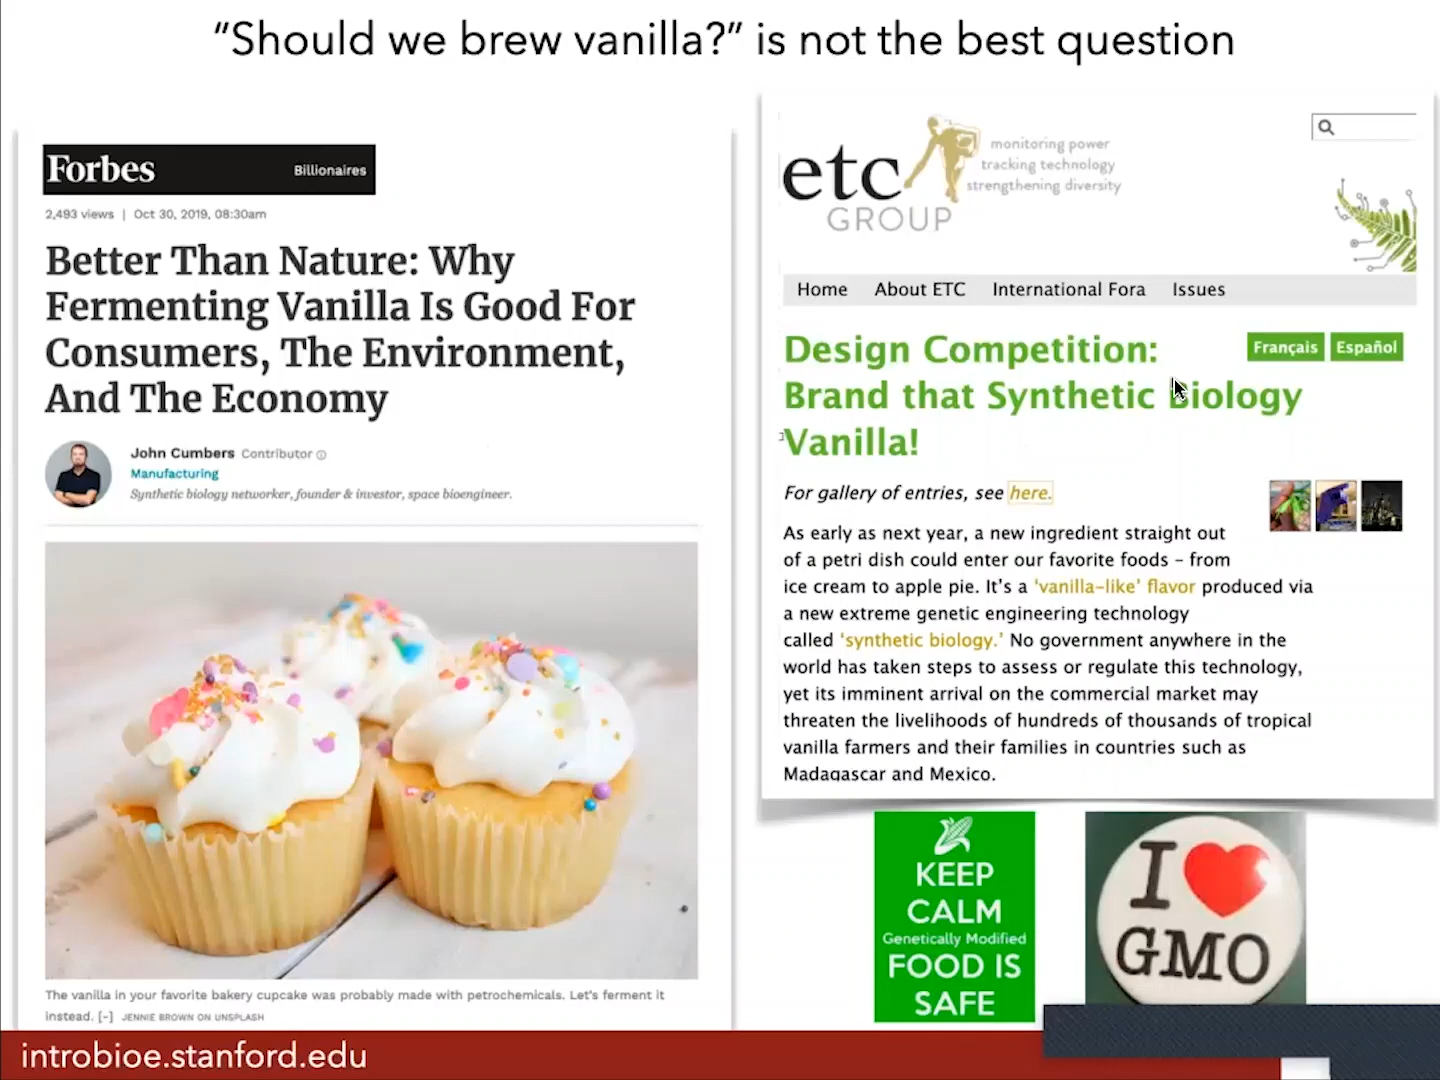 “Should we brew vanilla?” is not the best question
Forbes
Billionaires
2,493 views | Oct 30, 2019, 08:30am
Better Than Nature: Why
Fermenting Vanilla Is Good For
Consumers, The Environment,
And The Economy
John Cumbers Contributor
Manufacturing
Synthetic biology networker, founder & investor, space bioengineer.
The vanilla in your favorite bakery cupcake was probably made with petrochemicals. Let's ferment it
instead. [-] JENNIE BROWN ON UNSPLASH
etc
GROUP
monitoring power
tracking technology
strengthening diversity
Home About ETC International Fora Issues
Design Competition:
Brand that Synthetic Biology
Vanilla!
Français Español
For gallery of entries, see here.
As early as next year, a new ingredient straight out
of a petri dish could enter our favorite foods – from
ice cream to apple pie. It's a ‘vanilla-like’ flavor produced via
a new extreme genetic engineering technology
called ‘synthetic biology.’ No government anywhere in the
world has taken steps to assess or regulate this technology,
yet its imminent arrival on the commercial market may
threaten the livelihoods of hundreds of thousands of tropical
vanilla farmers and their families in countries such as
Madagascar and Mexico.
KEEP
CALM
Genetically Modified
FOOD IS
SAFE
I
GMO
introbioe.stanford.edu